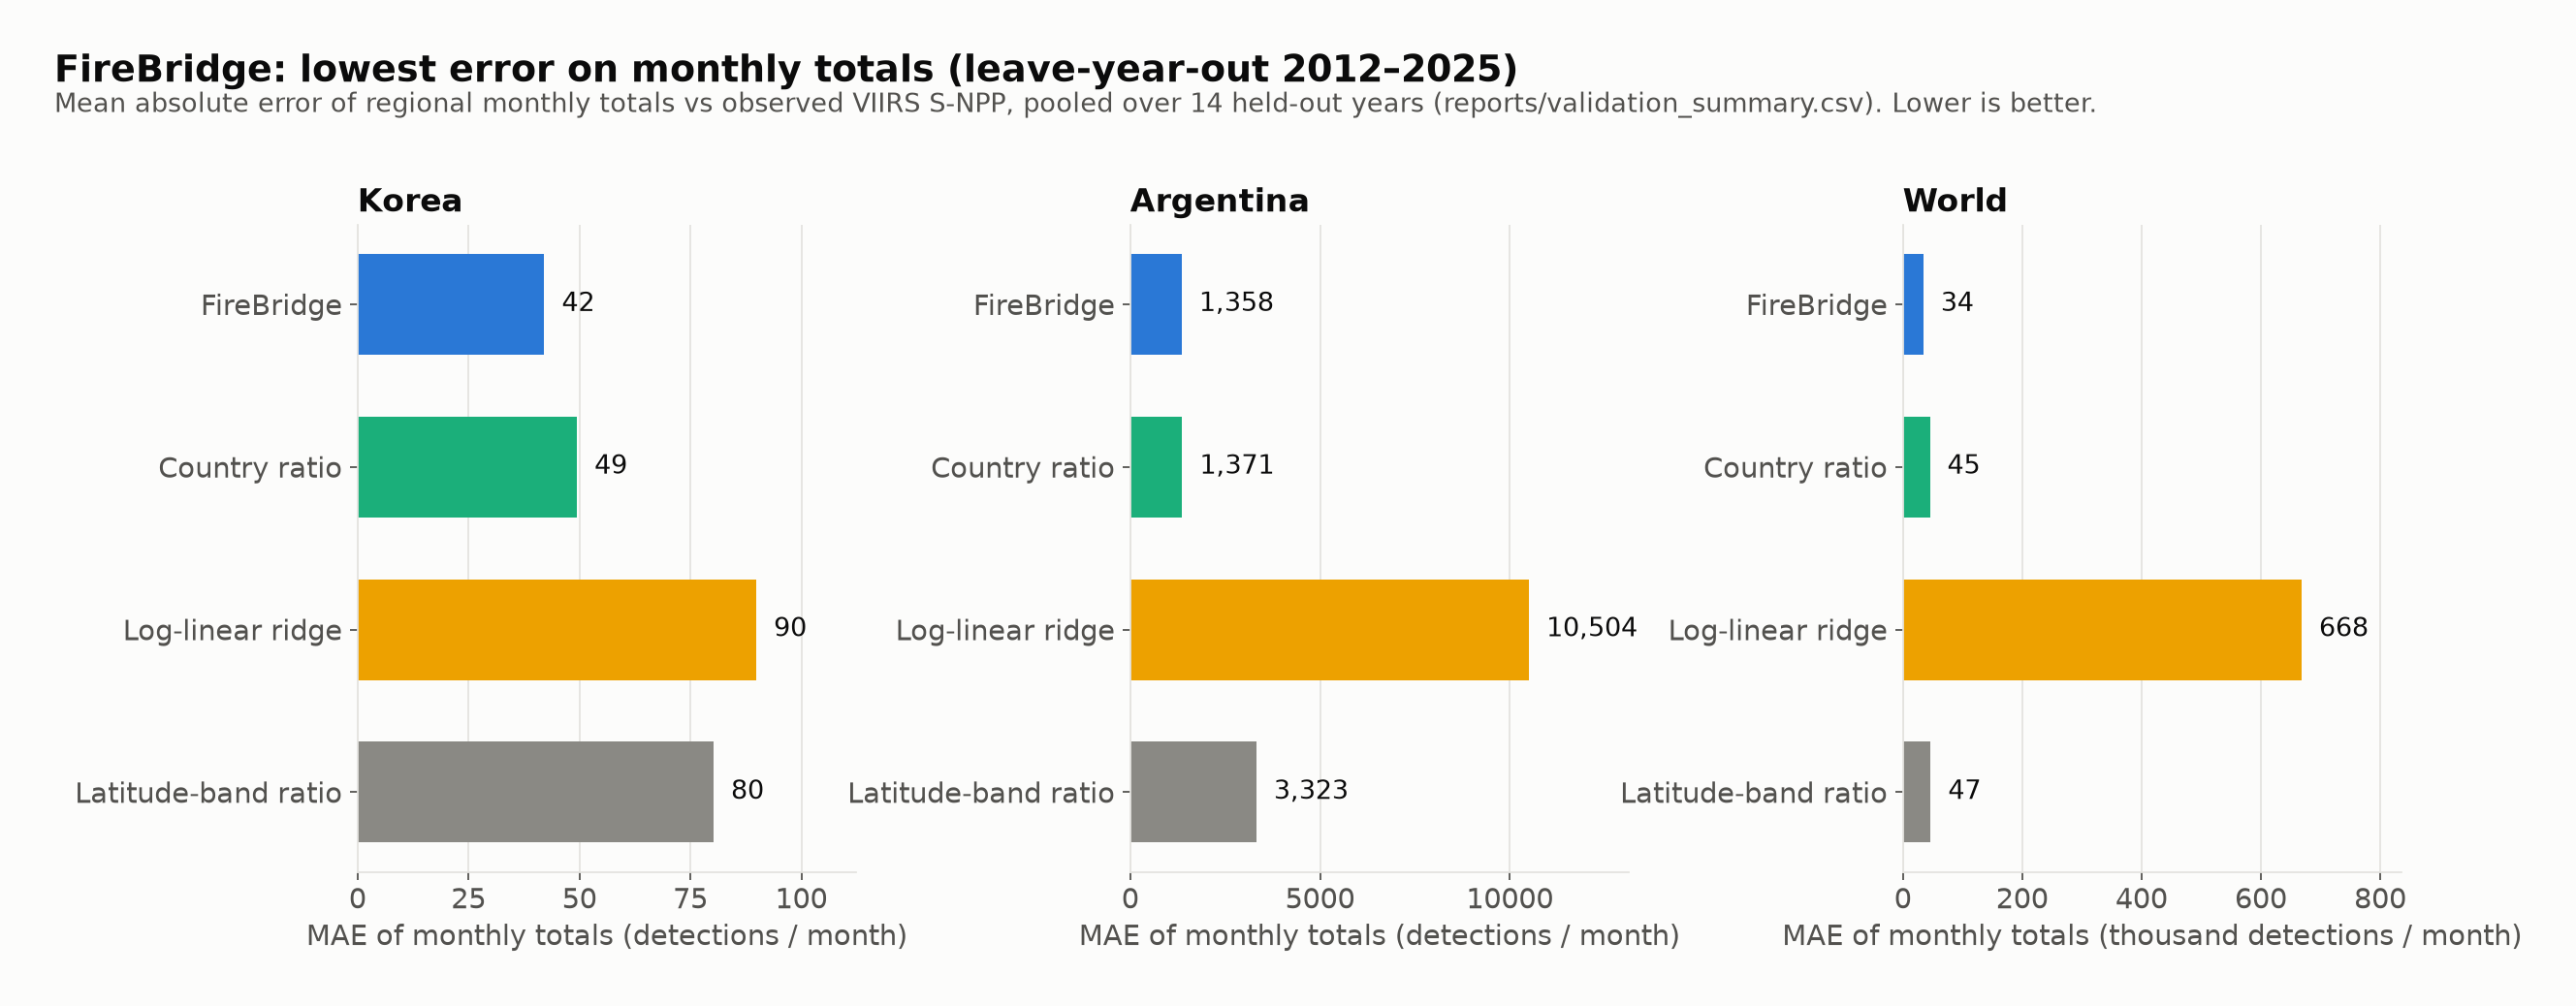 FireBridge: lowest error on monthly totals (leave-year-out 2012–2025)
Mean absolute error of regional monthly totals vs observed VIIRS S-NPP, pooled over 14 held-out years (reports/validation_summary.csv). Lower is better.
Korea
FireBridge
42
Country ratio
49
Log-linear ridge
90
Latitude-band ratio
80
0 25 50 75 100
MAE of monthly totals (detections / month)
Argentina
FireBridge
1,358
Country ratio
1,371
Log-linear ridge
10,504
Latitude-band ratio
3,323
0 5000 10000
MAE of monthly totals (detections / month)
World
FireBridge
34
Country ratio
45
Log-linear ridge
668
Latitude-band ratio
47
0 200 400 600 800
MAE of monthly totals (thousand detections / month)